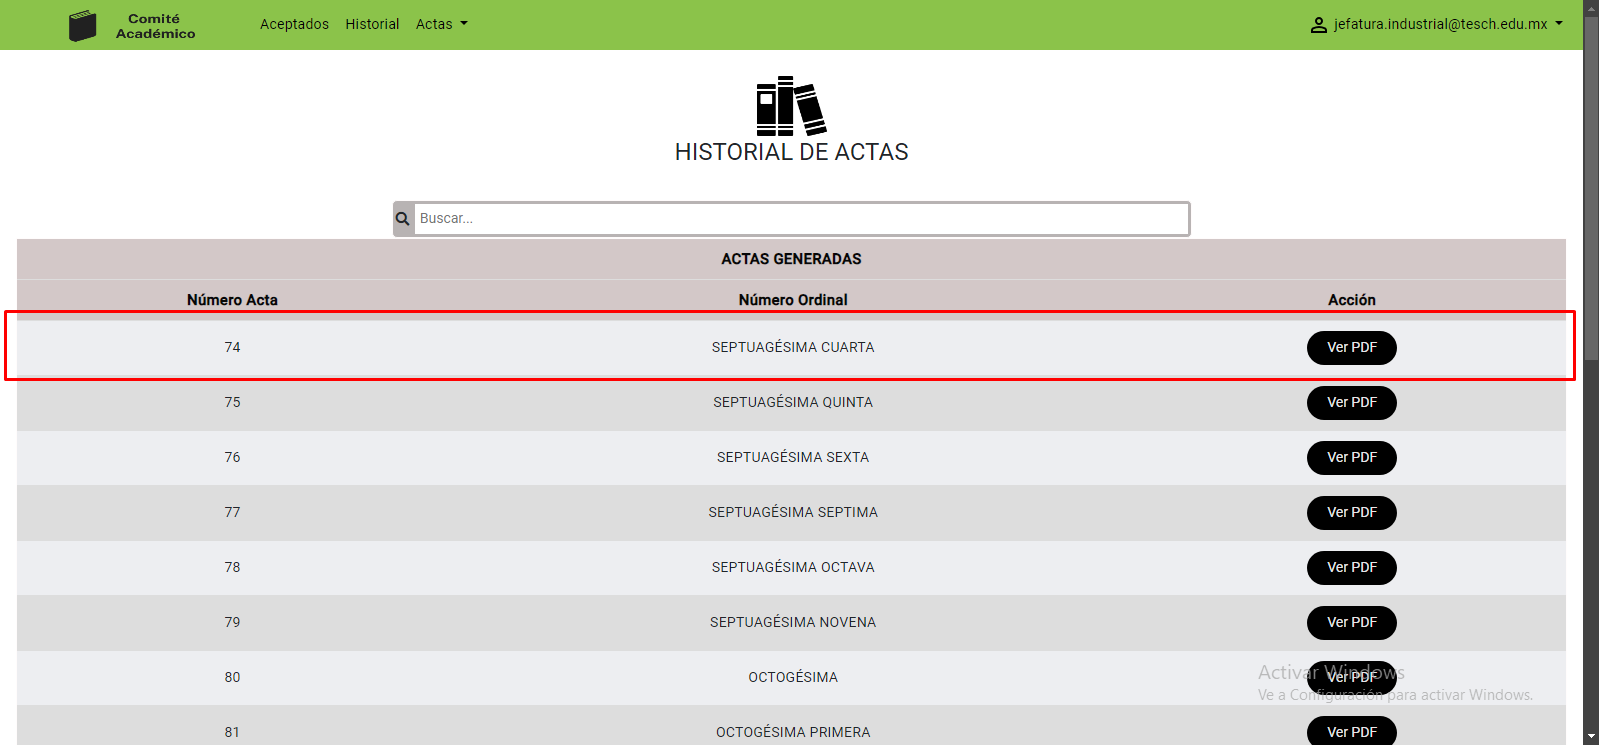 Comité
Académico
Aceptados Historial Actas
jefatura.industrial@tesch.edu.mx
HISTORIAL DE ACTAS
Buscar...
ACTAS GENERADAS
Número Acta Número Ordinal Acción
74 SEPTUAGÉSIMA CUARTA Ver PDF
75 SEPTUAGÉSIMA QUINTA Ver PDF
76 SEPTUAGÉSIMA SEXTA Ver PDF
77 SEPTUAGÉSIMA SEPTIMA Ver PDF
78 SEPTUAGÉSIMA OCTAVA Ver PDF
79 SEPTUAGÉSIMA NOVENA Ver PDF
80 OCTOGÉSIMA Ver PDF
Activar Windows
Ve a Configuración para activar Windows.
81 OCTOGÉSIMA PRIMERA Ver PDF